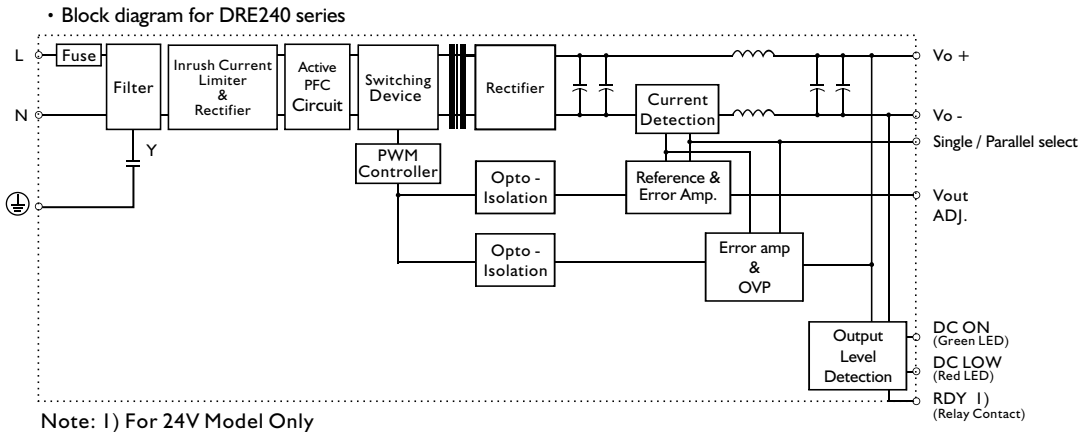 • Block diagram for DRE240 series
L
Fuse
Filter
Inrush Current
Limiter
&
Rectifier
Active
PFC
Circuit
Switching
Device
Rectifier
Current
Detection
Vo +
N
Vo -
Y
PWM
Controller
Single / Parallel select
Opto -
Isolation
Reference &
Error Amp.
Vout
ADJ.
Opto -
Isolation
Error amp
&
OVP
Output
Level
Detection
DC ON
(Green LED)
DC LOW
(Red LED)
RDY 1)
(Relay Contact)
Note: 1) For 24V Model Only